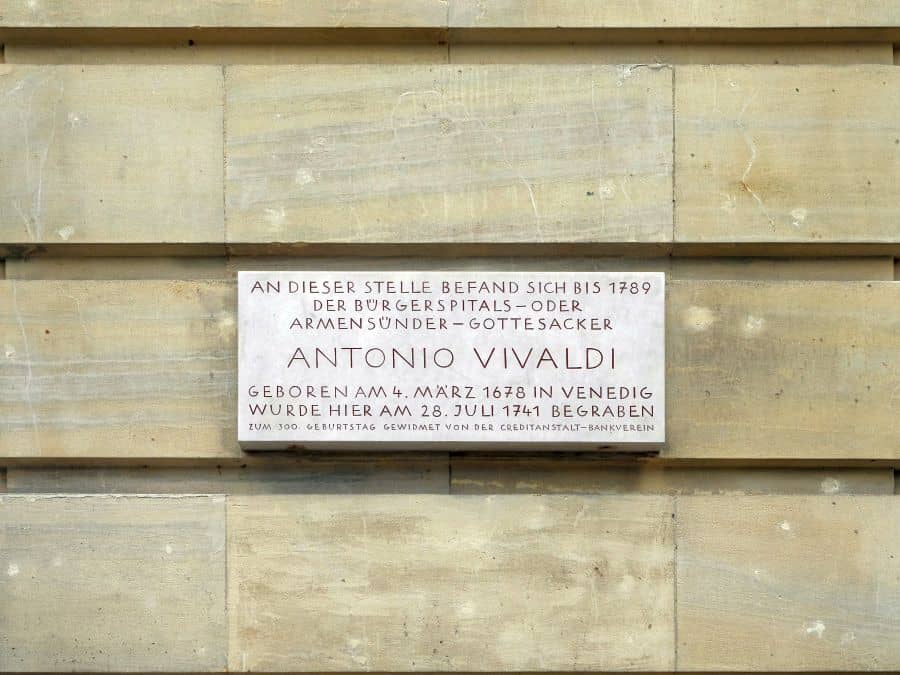 AN DIESER STELLE BEFAND SICH BIS 1789
DER BÜRGERSPITALS–ODER
ARMENSÜNDER–GOTTESACKER
ANTONIO VIVALDI
GEBOREN AM 4. MÄRZ 1678 IN VENEDIG
WURDE HIER AM 28. JULI 1741 BEGRABEN
ZUM 300. GEBURTSTAG GEWIDMET VON DER CREDITANSTALT–BANKVEREIN